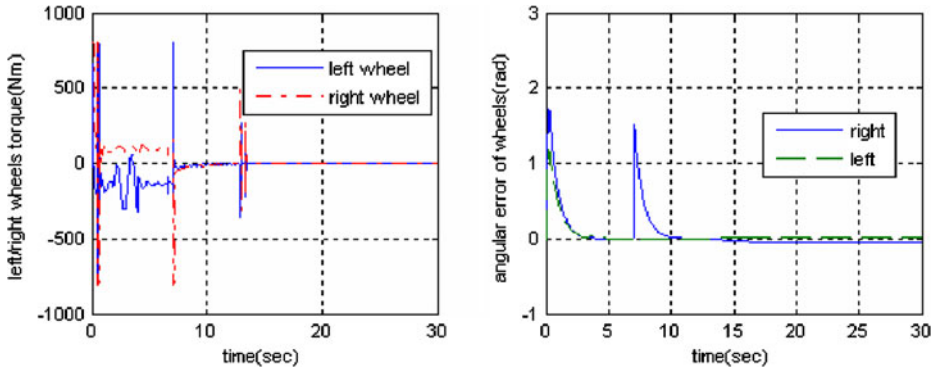 left/right wheels torque(Nm)
1000
500
0
-500
-1000
left wheel
right wheel
0
10
20
30
time(sec)
angular error of wheels(rad)
3
2
1
0
-1
right
left
0
5
10
15
20
25
30
time(sec)